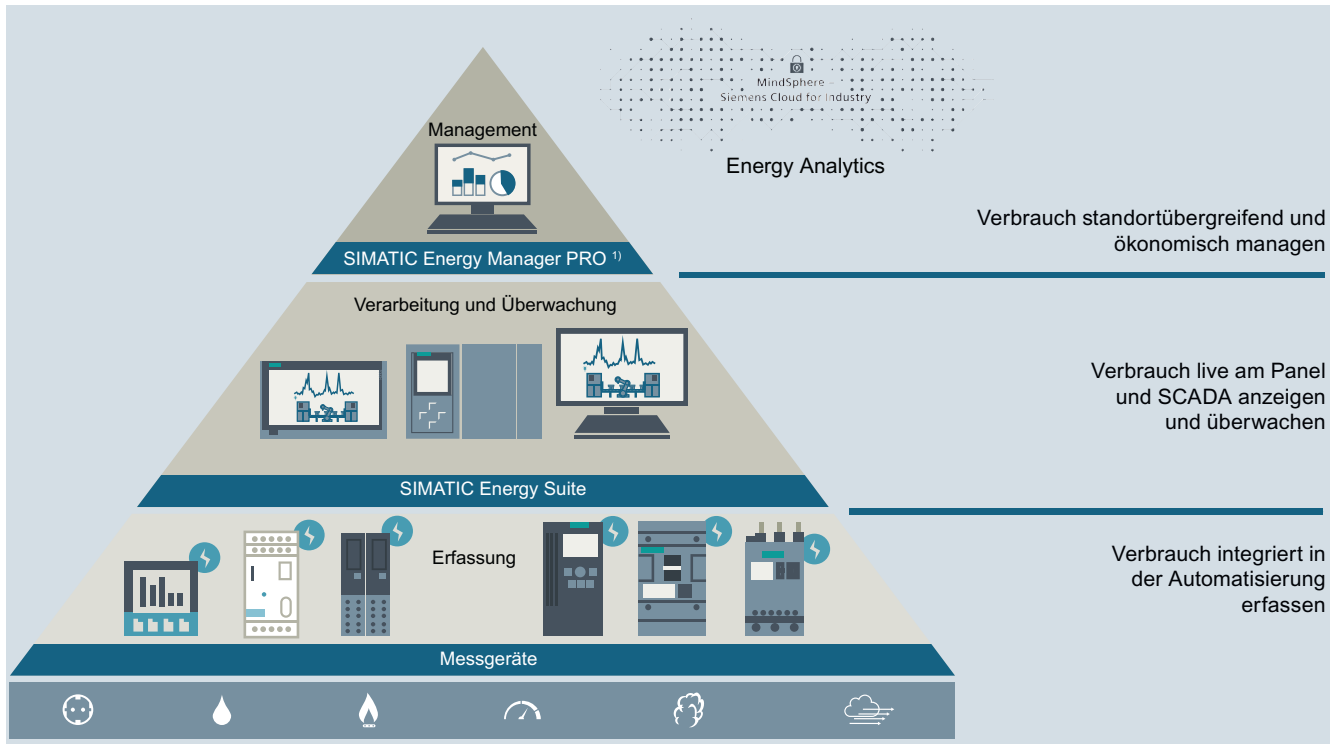 MindSphere –
Siemens Cloud for Industry
Energy Analytics
Management
SIMATIC Energy Manager PRO 1)
Verbrauch standortübergreifend und
ökonomisch managen
Verarbeitung und Überwachung
SIMATIC Energy Suite
Verbrauch live am Panel
und SCADA anzeigen
und überwachen
Erfassung
Messgeräte
Verbrauch integriert in
der Automatisierung
erfassen